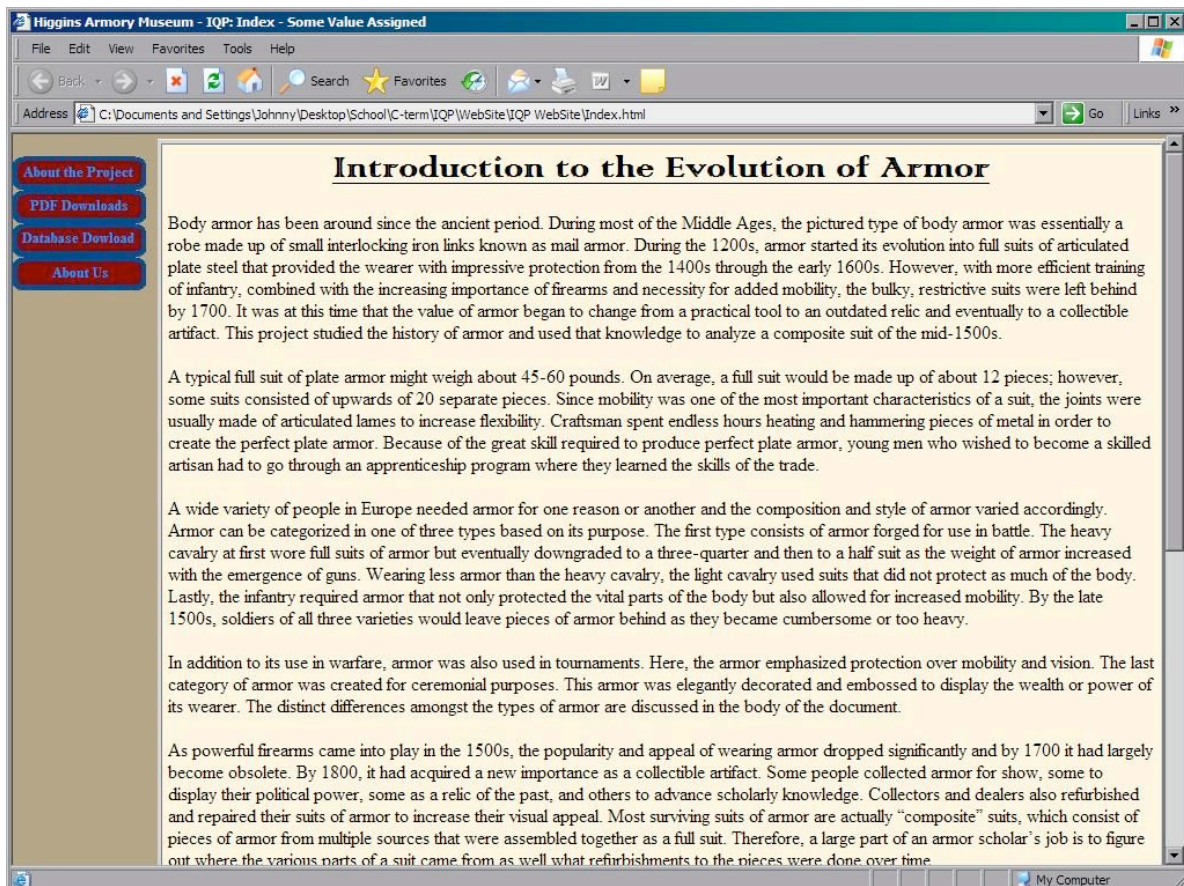 Higgins Armory Museum - IQP: Index - Some Value Assigned
File Edit View Favorites Tools Help
Back Search Favorites
Address C:\Documents and Settings\Johnny\Desktop\School\C-term\IQP\WebSite\IQP WebSite\Index.html Go Links »
About the Project
PDF Downloads
Database Dowload
About Us
Introduction to the Evolution of Armor
Body armor has been around since the ancient period. During most of the Middle Ages, the pictured type of body armor was essentially a
robe made up of small interlocking iron links known as mail armor. During the 1200s, armor started its evolution into full suits of articulated
plate steel that provided the wearer with impressive protection from the 1400s through the early 1600s. However, with more efficient training
of infantry, combined with the increasing importance of firearms and necessity for added mobility, the bulky, restrictive suits were left behind
by 1700. It was at this time that the value of armor began to change from a practical tool to an outdated relic and eventually to a collectible
artifact. This project studied the history of armor and used that knowledge to analyze a composite suit of the mid-1500s.
A typical full suit of plate armor might weigh about 45-60 pounds. On average, a full suit would be made up of about 12 pieces; however,
some suits consisted of upwards of 20 separate pieces. Since mobility was one of the most important characteristics of a suit, the joints were
usually made of articulated lames to increase flexibility. Craftsman spent endless hours heating and hammering pieces of metal in order to
create the perfect plate armor. Because of the great skill required to produce perfect plate armor, young men who wished to become a skilled
artisan had to go through an apprenticeship program where they learned the skills of the trade.
A wide variety of people in Europe needed armor for one reason or another and the composition and style of armor varied accordingly.
Armor can be categorized in one of three types based on its purpose. The first type consists of armor forged for use in battle. The heavy
cavalry at first wore full suits of armor but eventually downgraded to a three-quarter and then to a half suit as the weight of armor increased
with the emergence of guns. Wearing less armor than the heavy cavalry, the light cavalry used suits that did not protect as much of the body.
Lastly, the infantry required armor that not only protected the vital parts of the body but also allowed for increased mobility. By the late
1500s, soldiers of all three varieties would leave pieces of armor behind as they became cumbersome or too heavy.
In addition to its use in warfare, armor was also used in tournaments. Here, the armor emphasized protection over mobility and vision. The last
category of armor was created for ceremonial purposes. This armor was elegantly decorated and embossed to display the wealth or power of
its wearer. The distinct differences amongst the types of armor are discussed in the body of the document.
As powerful firearms came into play in the 1500s, the popularity and appeal of wearing armor dropped significantly and by 1700 it had largely
become obsolete. By 1800, it had acquired a new importance as a collectible artifact. Some people collected armor for show, some to
display their political power, some as a relic of the past, and others to advance scholarly knowledge. Collectors and dealers also refurbished
and repaired their suits of armor to increase their visual appeal. Most surviving suits of armor are actually “composite” suits, which consist of
pieces of armor from multiple sources that were assembled together as a full suit. Therefore, a large part of an armor scholar’s job is to figure
out where the various parts of a suit came from as well what refurbishments to the pieces were done over time
My Computer